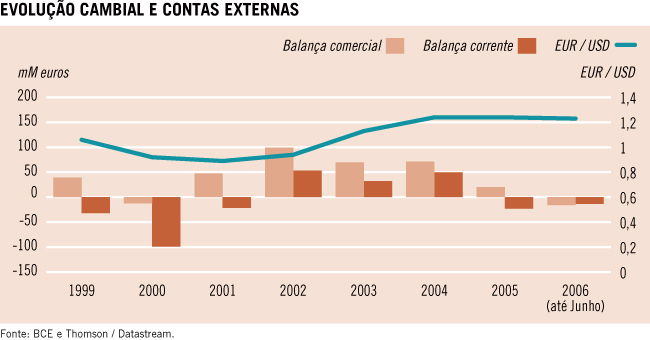 EVOLUÇÃO CAMBIAL E CONTAS EXTERNAS
Balança comercial Balança corrente EUR / USD
mM euros EUR / USD
200 1,4
150 1,2
100 1
50 0,8
0 0,6
-50 0,4
-100 0,2
-150 0
1999 2000 2001 2002 2003 2004 2005 2006
(até Junho)
Fonte: BCE e Thomson / Datastream.